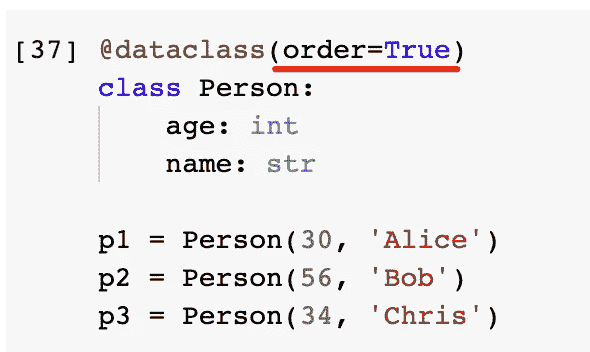 [37] @dataclass(order=True)
class Person:
age: int
name: str
p1 = Person(30, 'Alice')
p2 = Person(56, 'Bob')
p3 = Person(34, 'Chris')